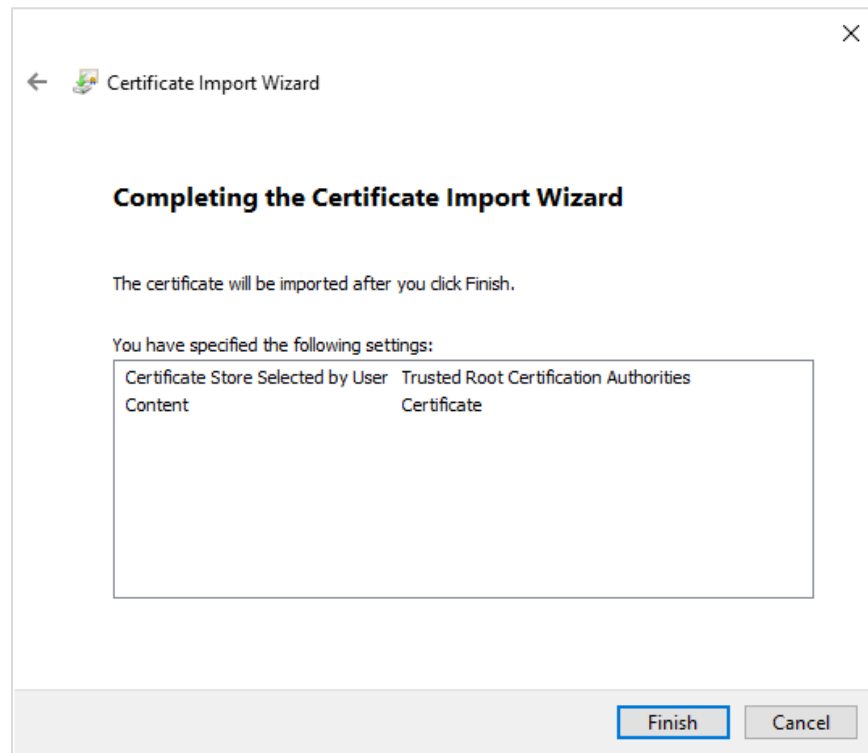 Certificate Import Wizard
Completing the Certificate Import Wizard
The certificate will be imported after you click Finish.
You have specified the following settings:
Certificate Store Selected by User Trusted Root Certification Authorities
Content Certificate
Finish Cancel